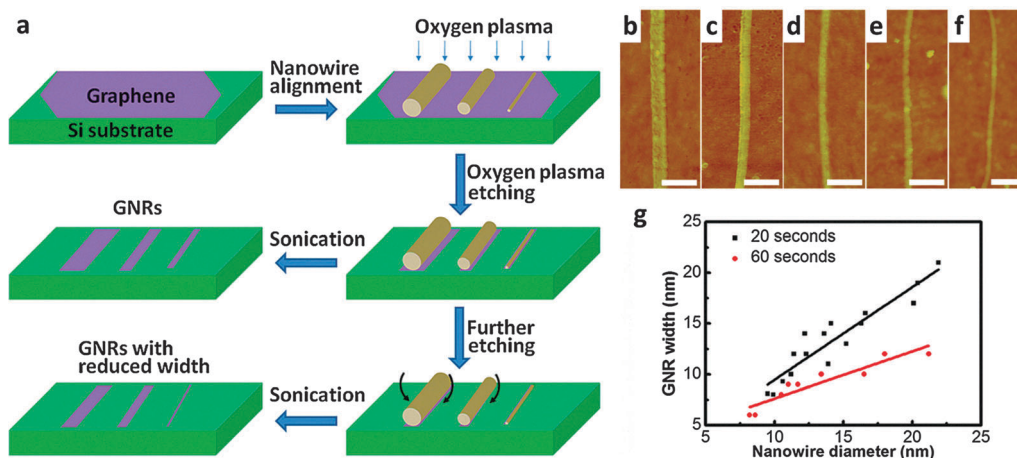 a
Oxygen plasma
Nanowire
alignment
Graphene
Si substrate
Oxygen plasma
etching
GNRs
Sonication
Further
etching
GNRs with
reduced width
Sonication
b
c
d
e
f
g
25
20
15
10
5
GNR width (nm)
20 seconds
60 seconds
5
10
15
20
25
Nanowire diameter (nm)